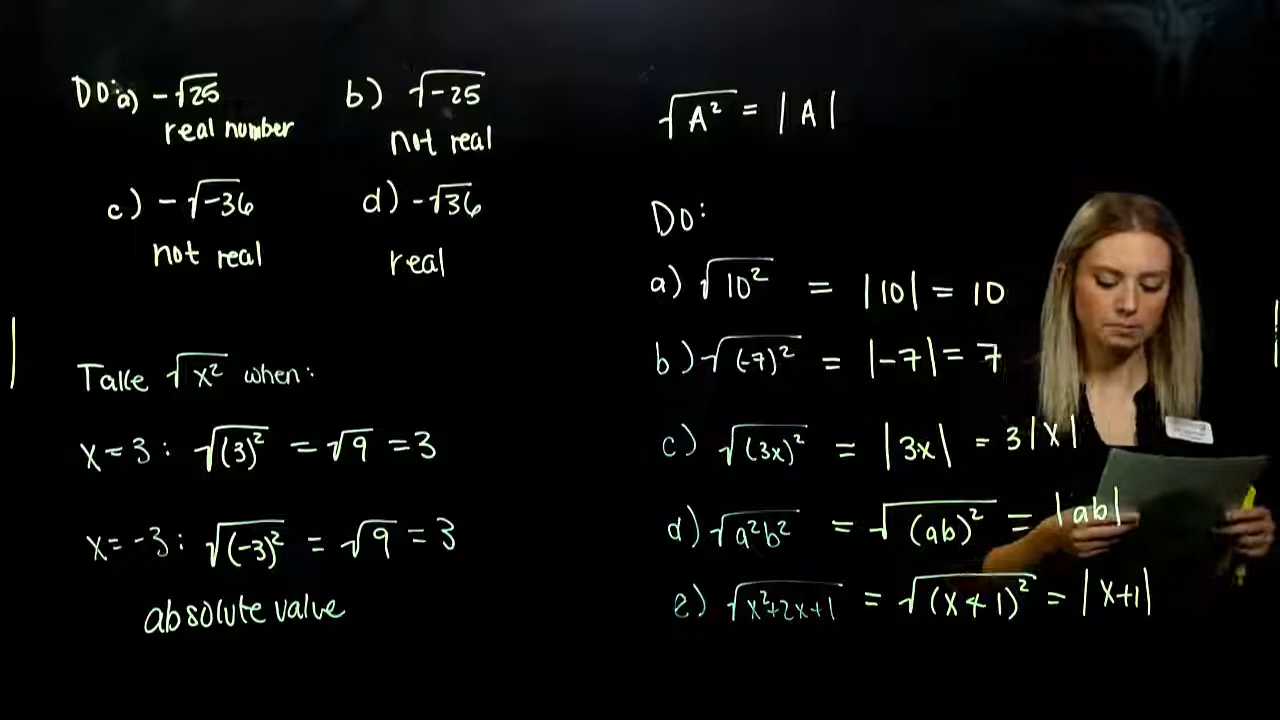 Do: a) -√25 b) √-25
real number not real
c) -√-36 d) -√36
not real real
Take √x² when:
x=3: √(3)² = √9 = 3
x=-3: √(-3)² = √9 = 3
absolute value
√A² = |A|
Do:
a) √10² = |10| = 10
b) √(-7)² = |-7| = 7
c) √(3x)² = |3x| = 3|x|
d) √a²b² = √(ab)² = |ab|
e) √x²+2x+1 = √(x+1)² = |x+1|